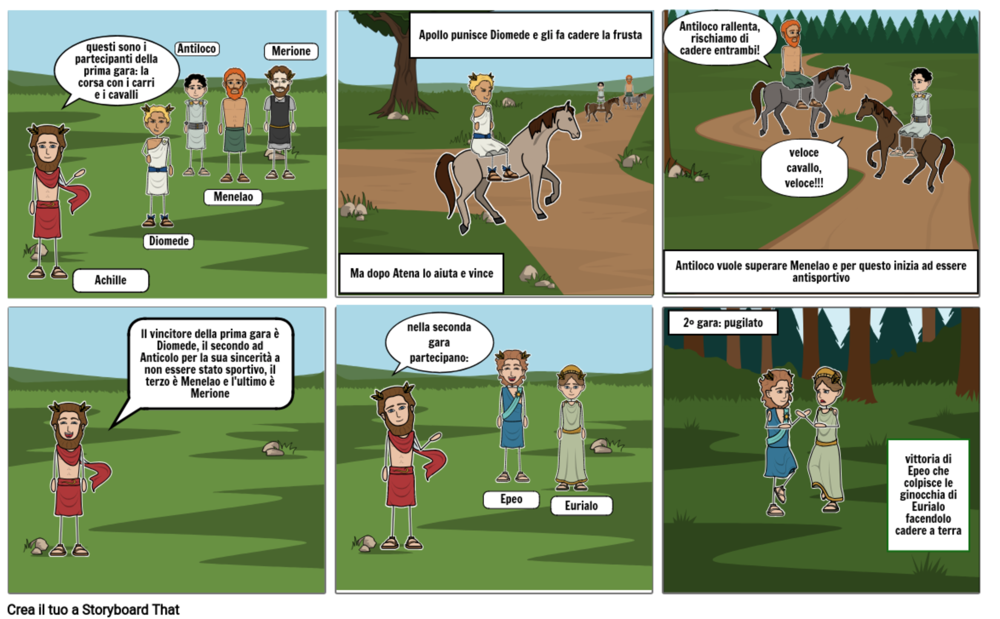 questi sono i
partecipanti della
prima gara: la
corsa con i carri
e i cavalli
Antiloco
Merione
Menelao
Diomede
Achille
Apollo punisce Diomede e gli fa cadere la frusta
Ma dopo Atena lo aiuta e vince
Antiloco rallenta,
rischiamo di
cadere entrambi!
veloce
cavallo,
veloce!!!
Antiloco vuole superare Menelao e per questo inizia ad essere
antisportivo
Il vincitore della prima gara è
Diomede, il secondo ad
Anticolo per la sua sincerità a
non essere stato sportivo, il
terzo è Menelao e l'ultimo è
Merione
nella seconda
gara
partecipano:
Epeo
Eurialo
2º gara: pugilato
vittoria di
Epeo che
colpisce le
ginocchia di
Eurialo
facendolo
cadere a terra
Crea il tuo a Storyboard That